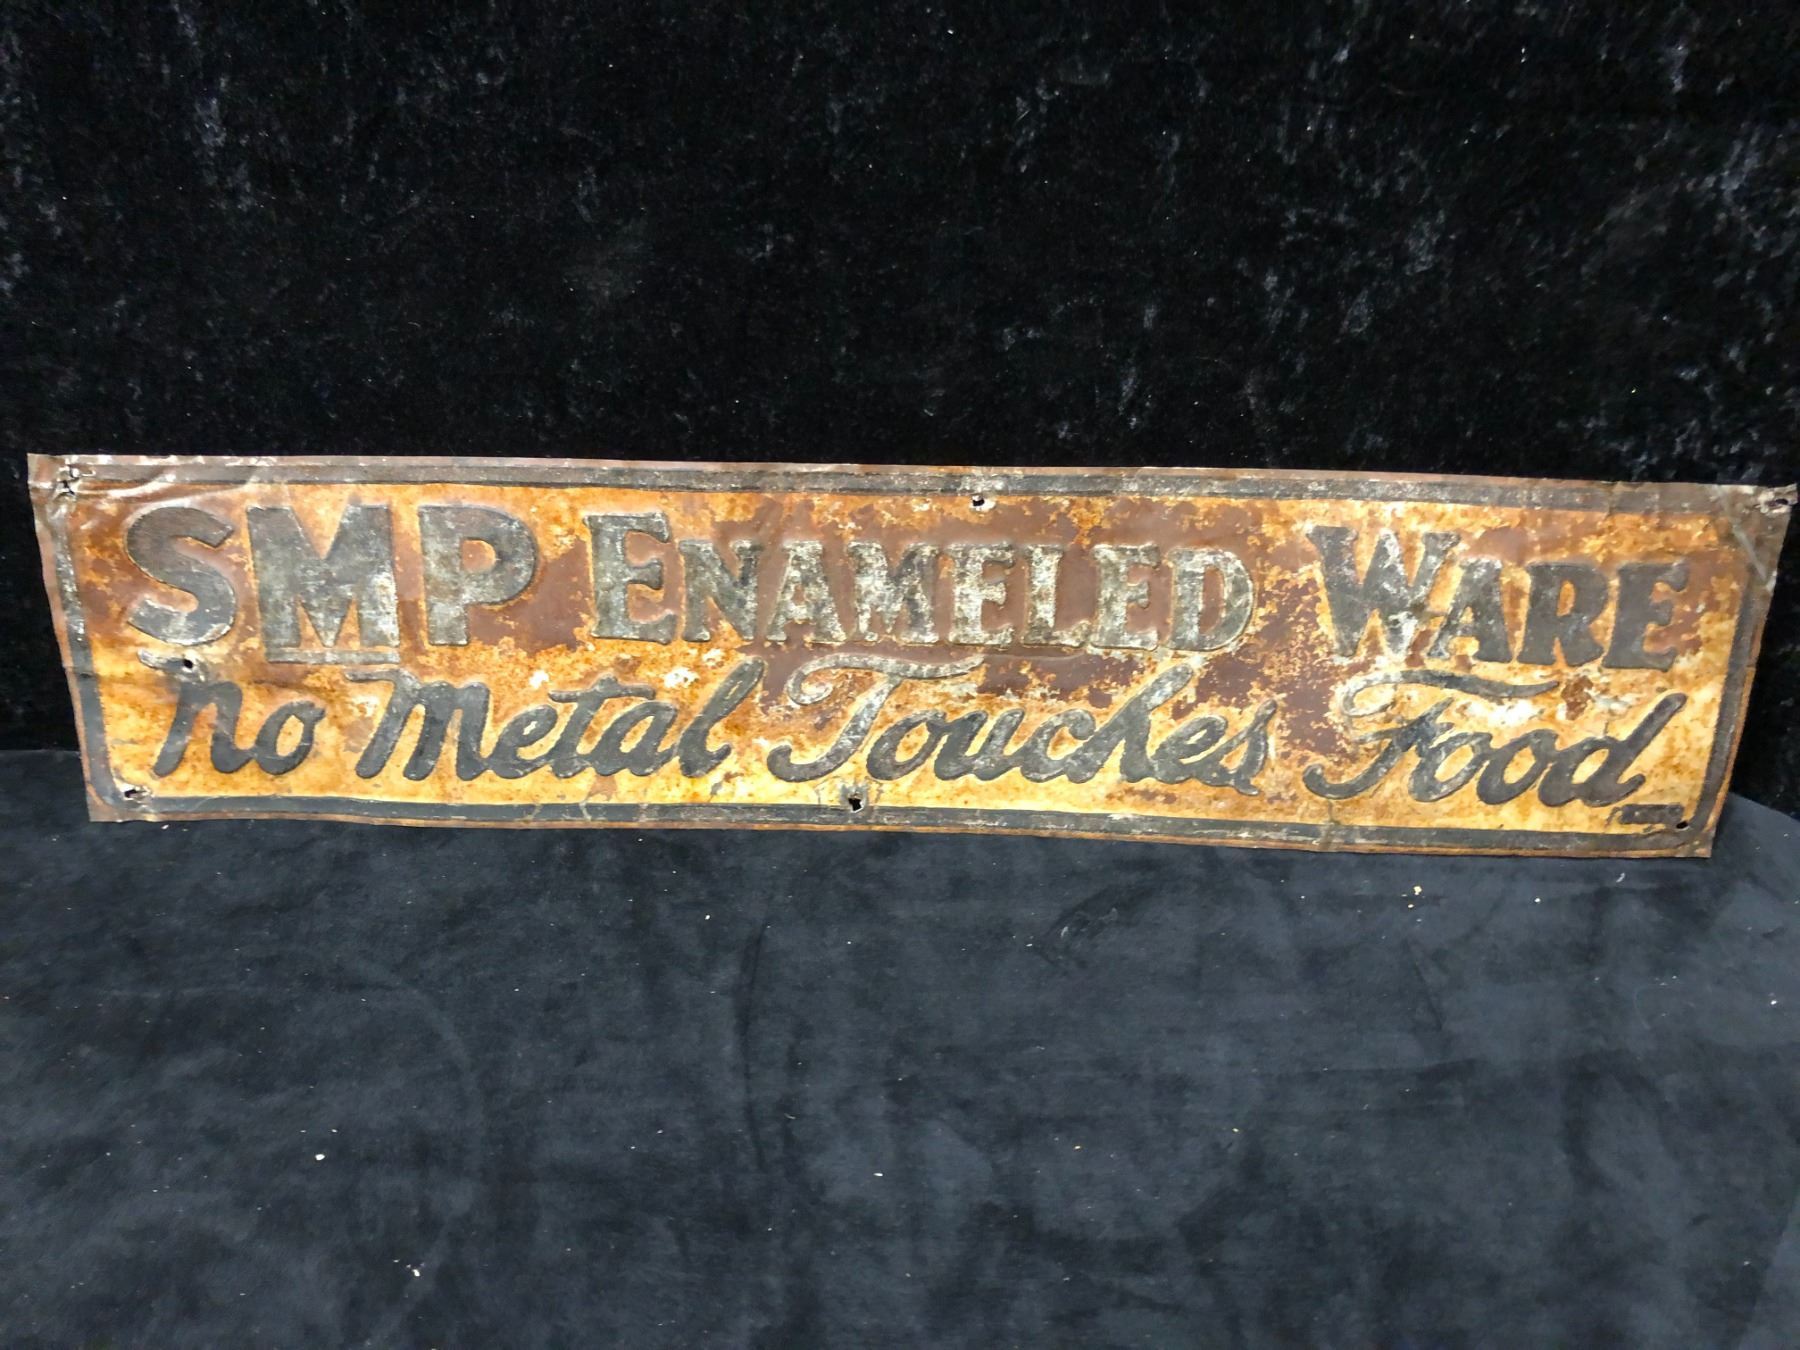 SMP ENAMELED WARE
No Metal Touches Food